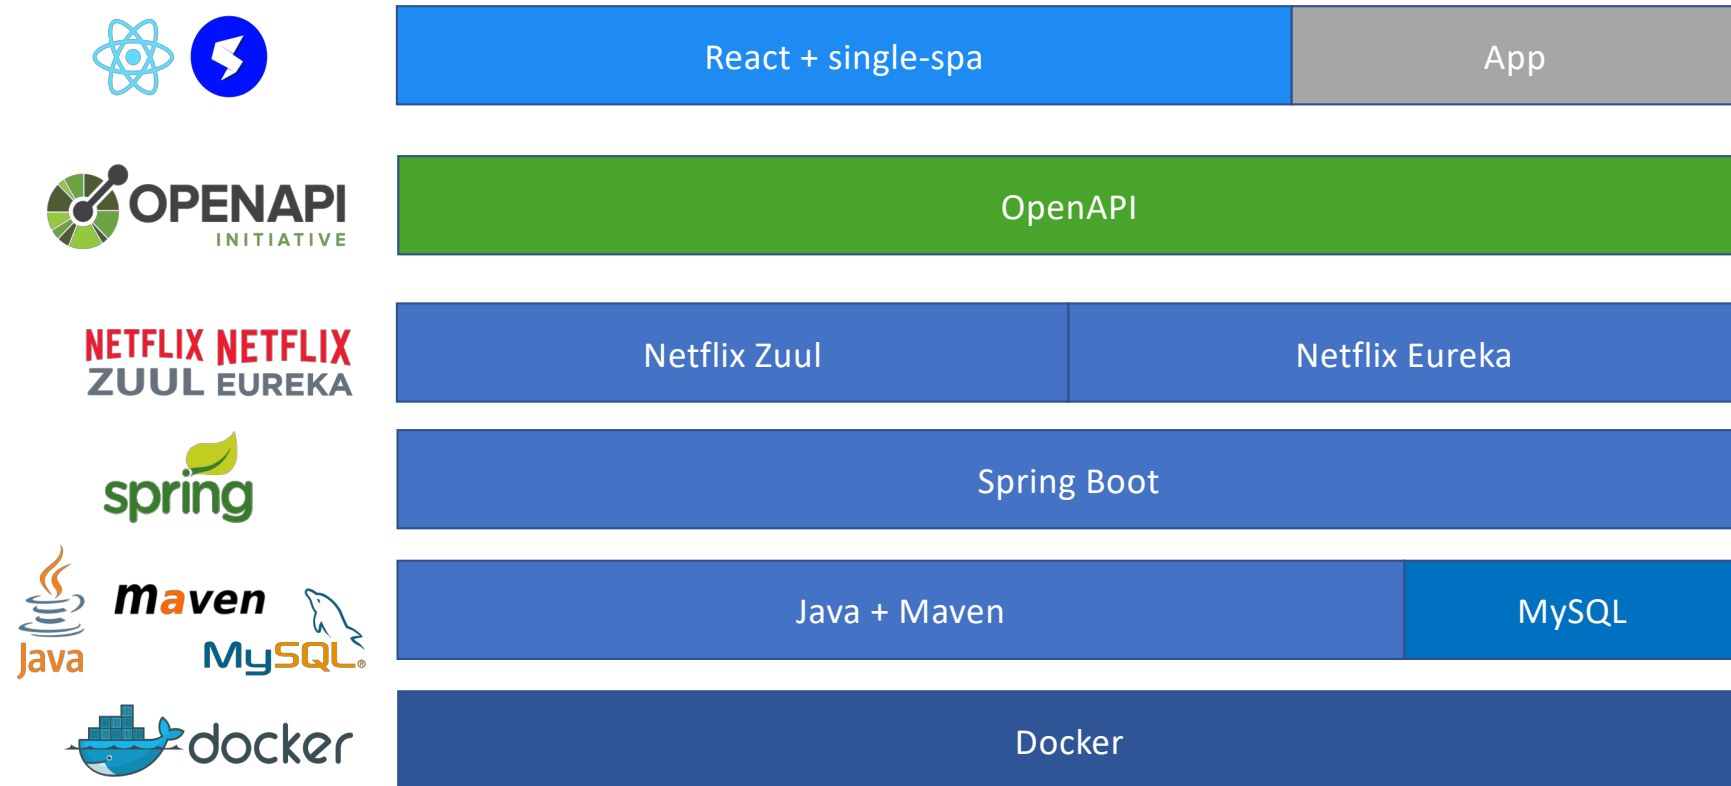 React + single-spa
App
OPENAPI
INITIATIVE
OpenAPI
NETFLIX NETFLIX
ZUUL EUREKA
Netflix Zuul
Netflix Eureka
spring
Spring Boot
Java
maven
MySQL®
Java + Maven
MySQL
docker
Docker